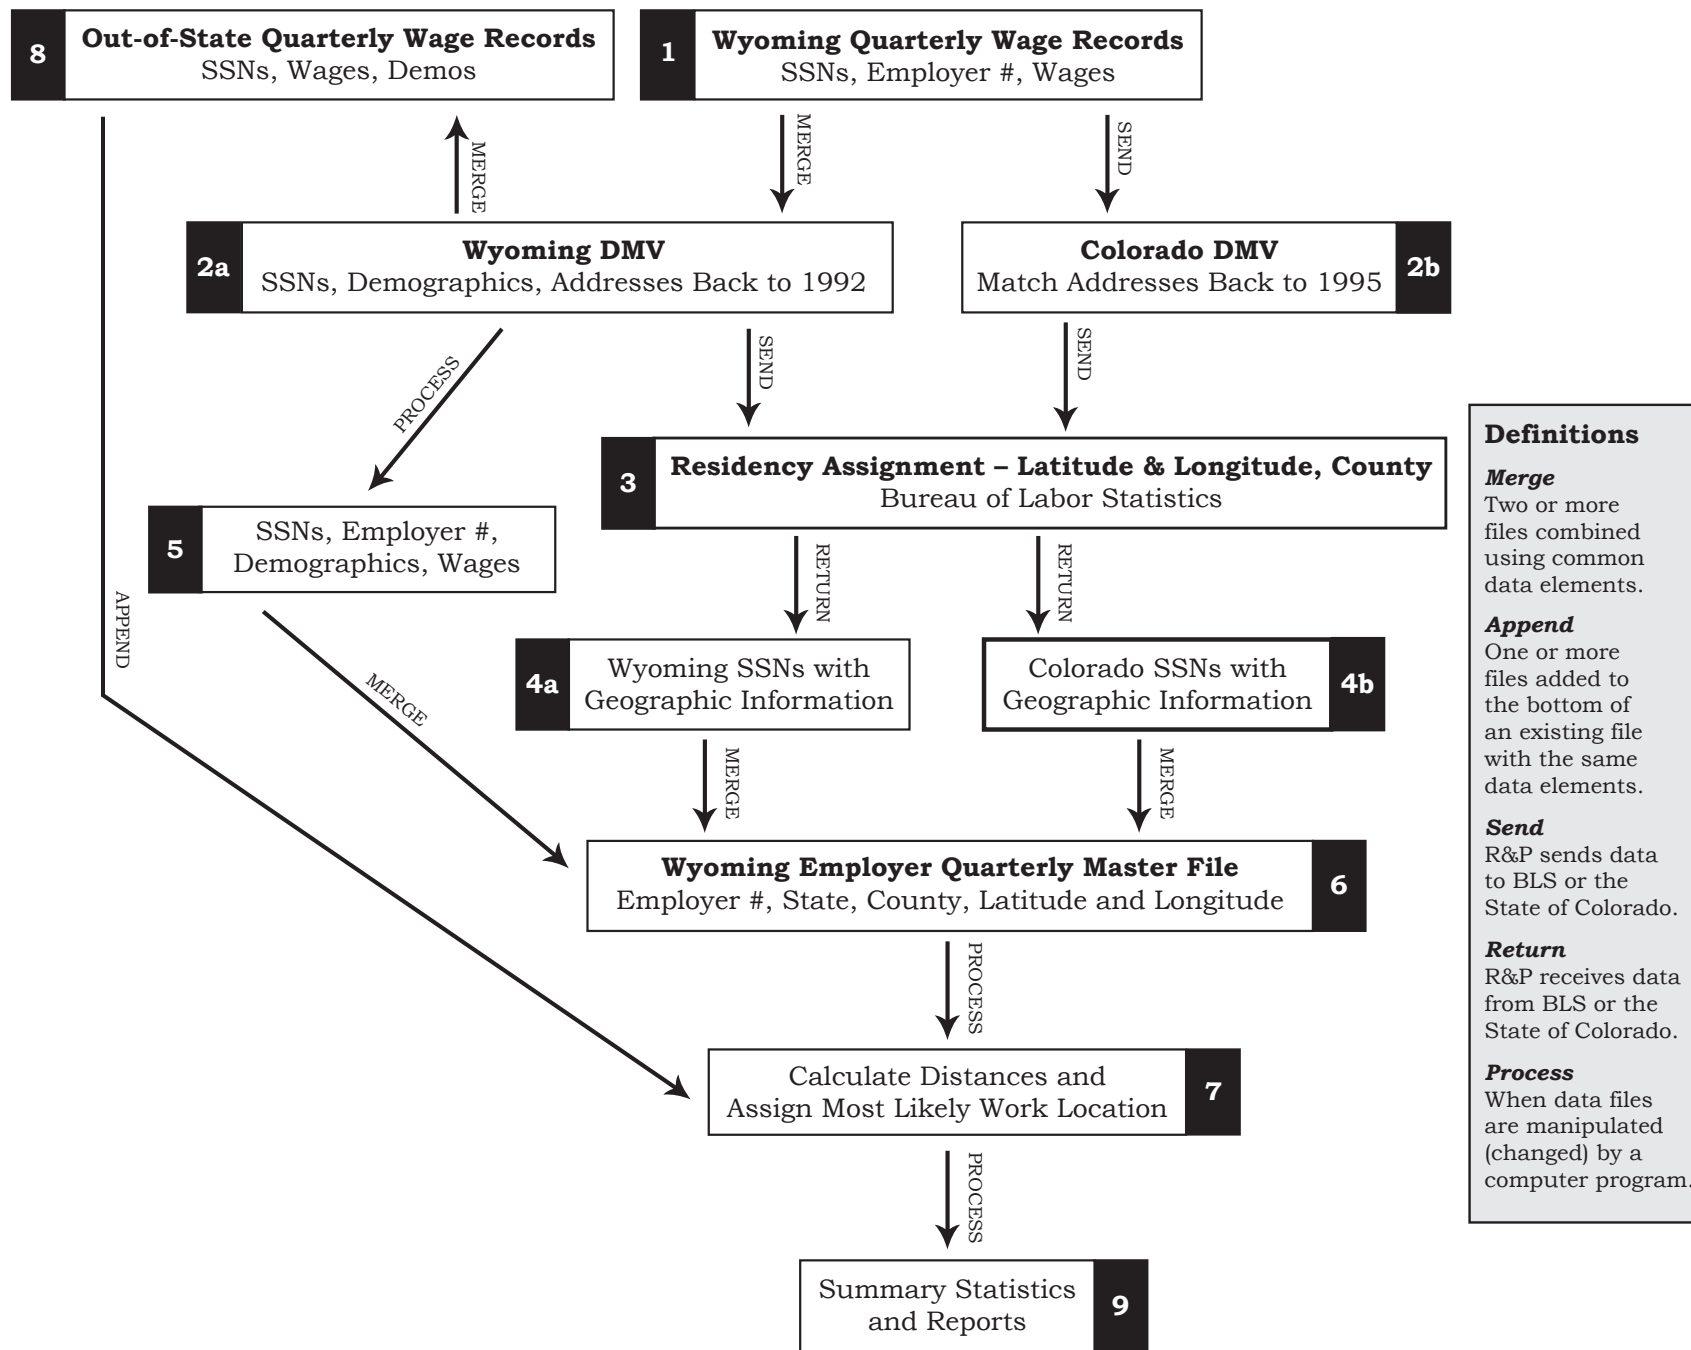 8
Out-of-State Quarterly Wage Records
SSNs, Wages, Demos
1
Wyoming Quarterly Wage Records
SSNs, Employer #, Wages
MERGE
MERGE
SEND
2a
Wyoming DMV
SSNs, Demographics, Addresses Back to 1992
Colorado DMV
Match Addresses Back to 1995
2b
PROCESS
SEND
SEND
3
Residency Assignment – Latitude & Longitude, County
Bureau of Labor Statistics
5
SSNs, Employer #,
Demographics, Wages
RETURN
RETURN
APPEND
4a
Wyoming SSNs with
Geographic Information
Colorado SSNs with
Geographic Information
4b
MERGE
MERGE
MERGE
Wyoming Employer Quarterly Master File
Employer #, State, County, Latitude and Longitude
6
PROCESS
Calculate Distances and
Assign Most Likely Work Location
7
PROCESS
Summary Statistics
and Reports
9
Definitions
Merge
Two or more
files combined
using common
data elements.
Append
One or more
files added to
the bottom of
an existing file
with the same
data elements.
Send
R&P sends data
to BLS or the
State of Colorado.
Return
R&P receives data
from BLS or the
State of Colorado.
Process
When data files
are manipulated
(changed) by a
computer program.